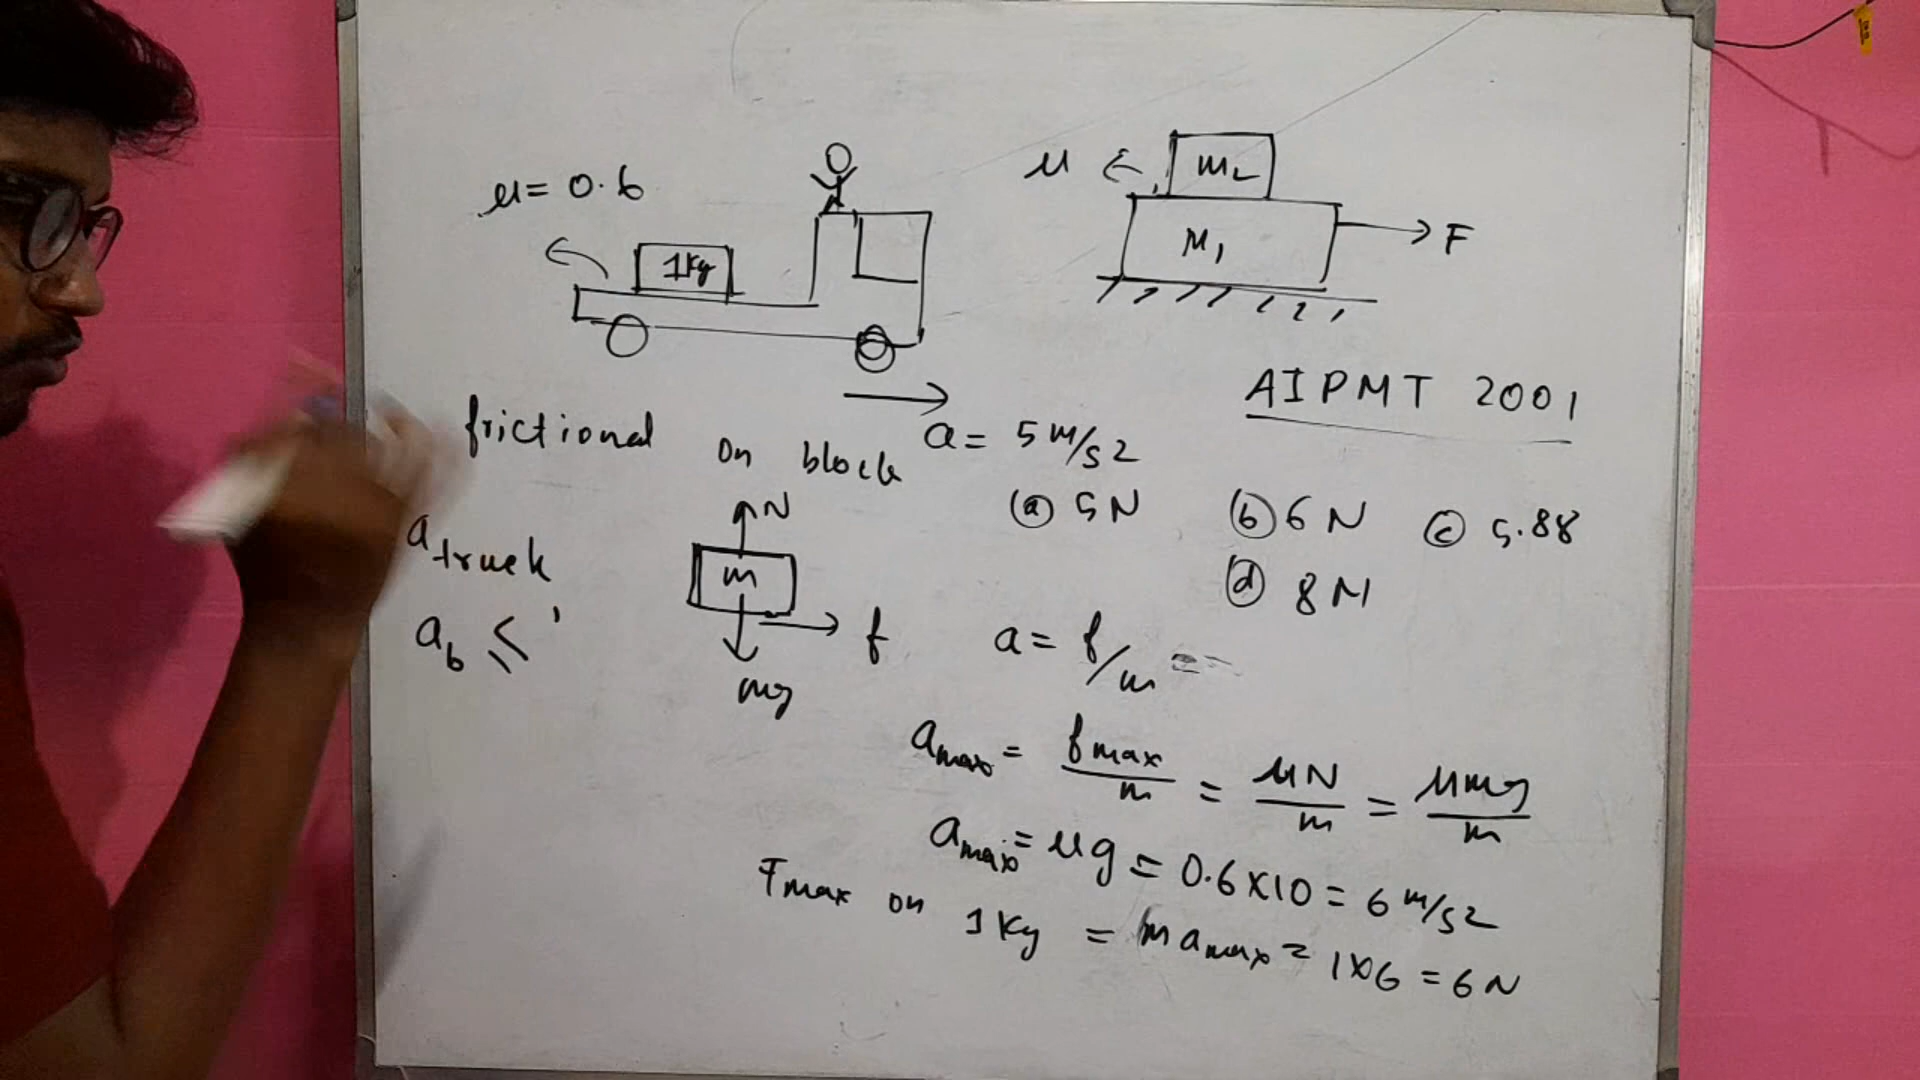 μ = 0.6
1kg
μ
m2
M1
F
AIPMT 2001
frictional on block
a = 5 m/s2
(a) 5N (b) 6N (c) 5.88
(d) 8N
a truck
ab ≤
N
m
f
mg
a = f/m =
amax = fmax/m = μN/m = μmg/m
amax = μg = 0.6×10 = 6 m/s2
Fmax on 1kg = m amax = 1×6 = 6N